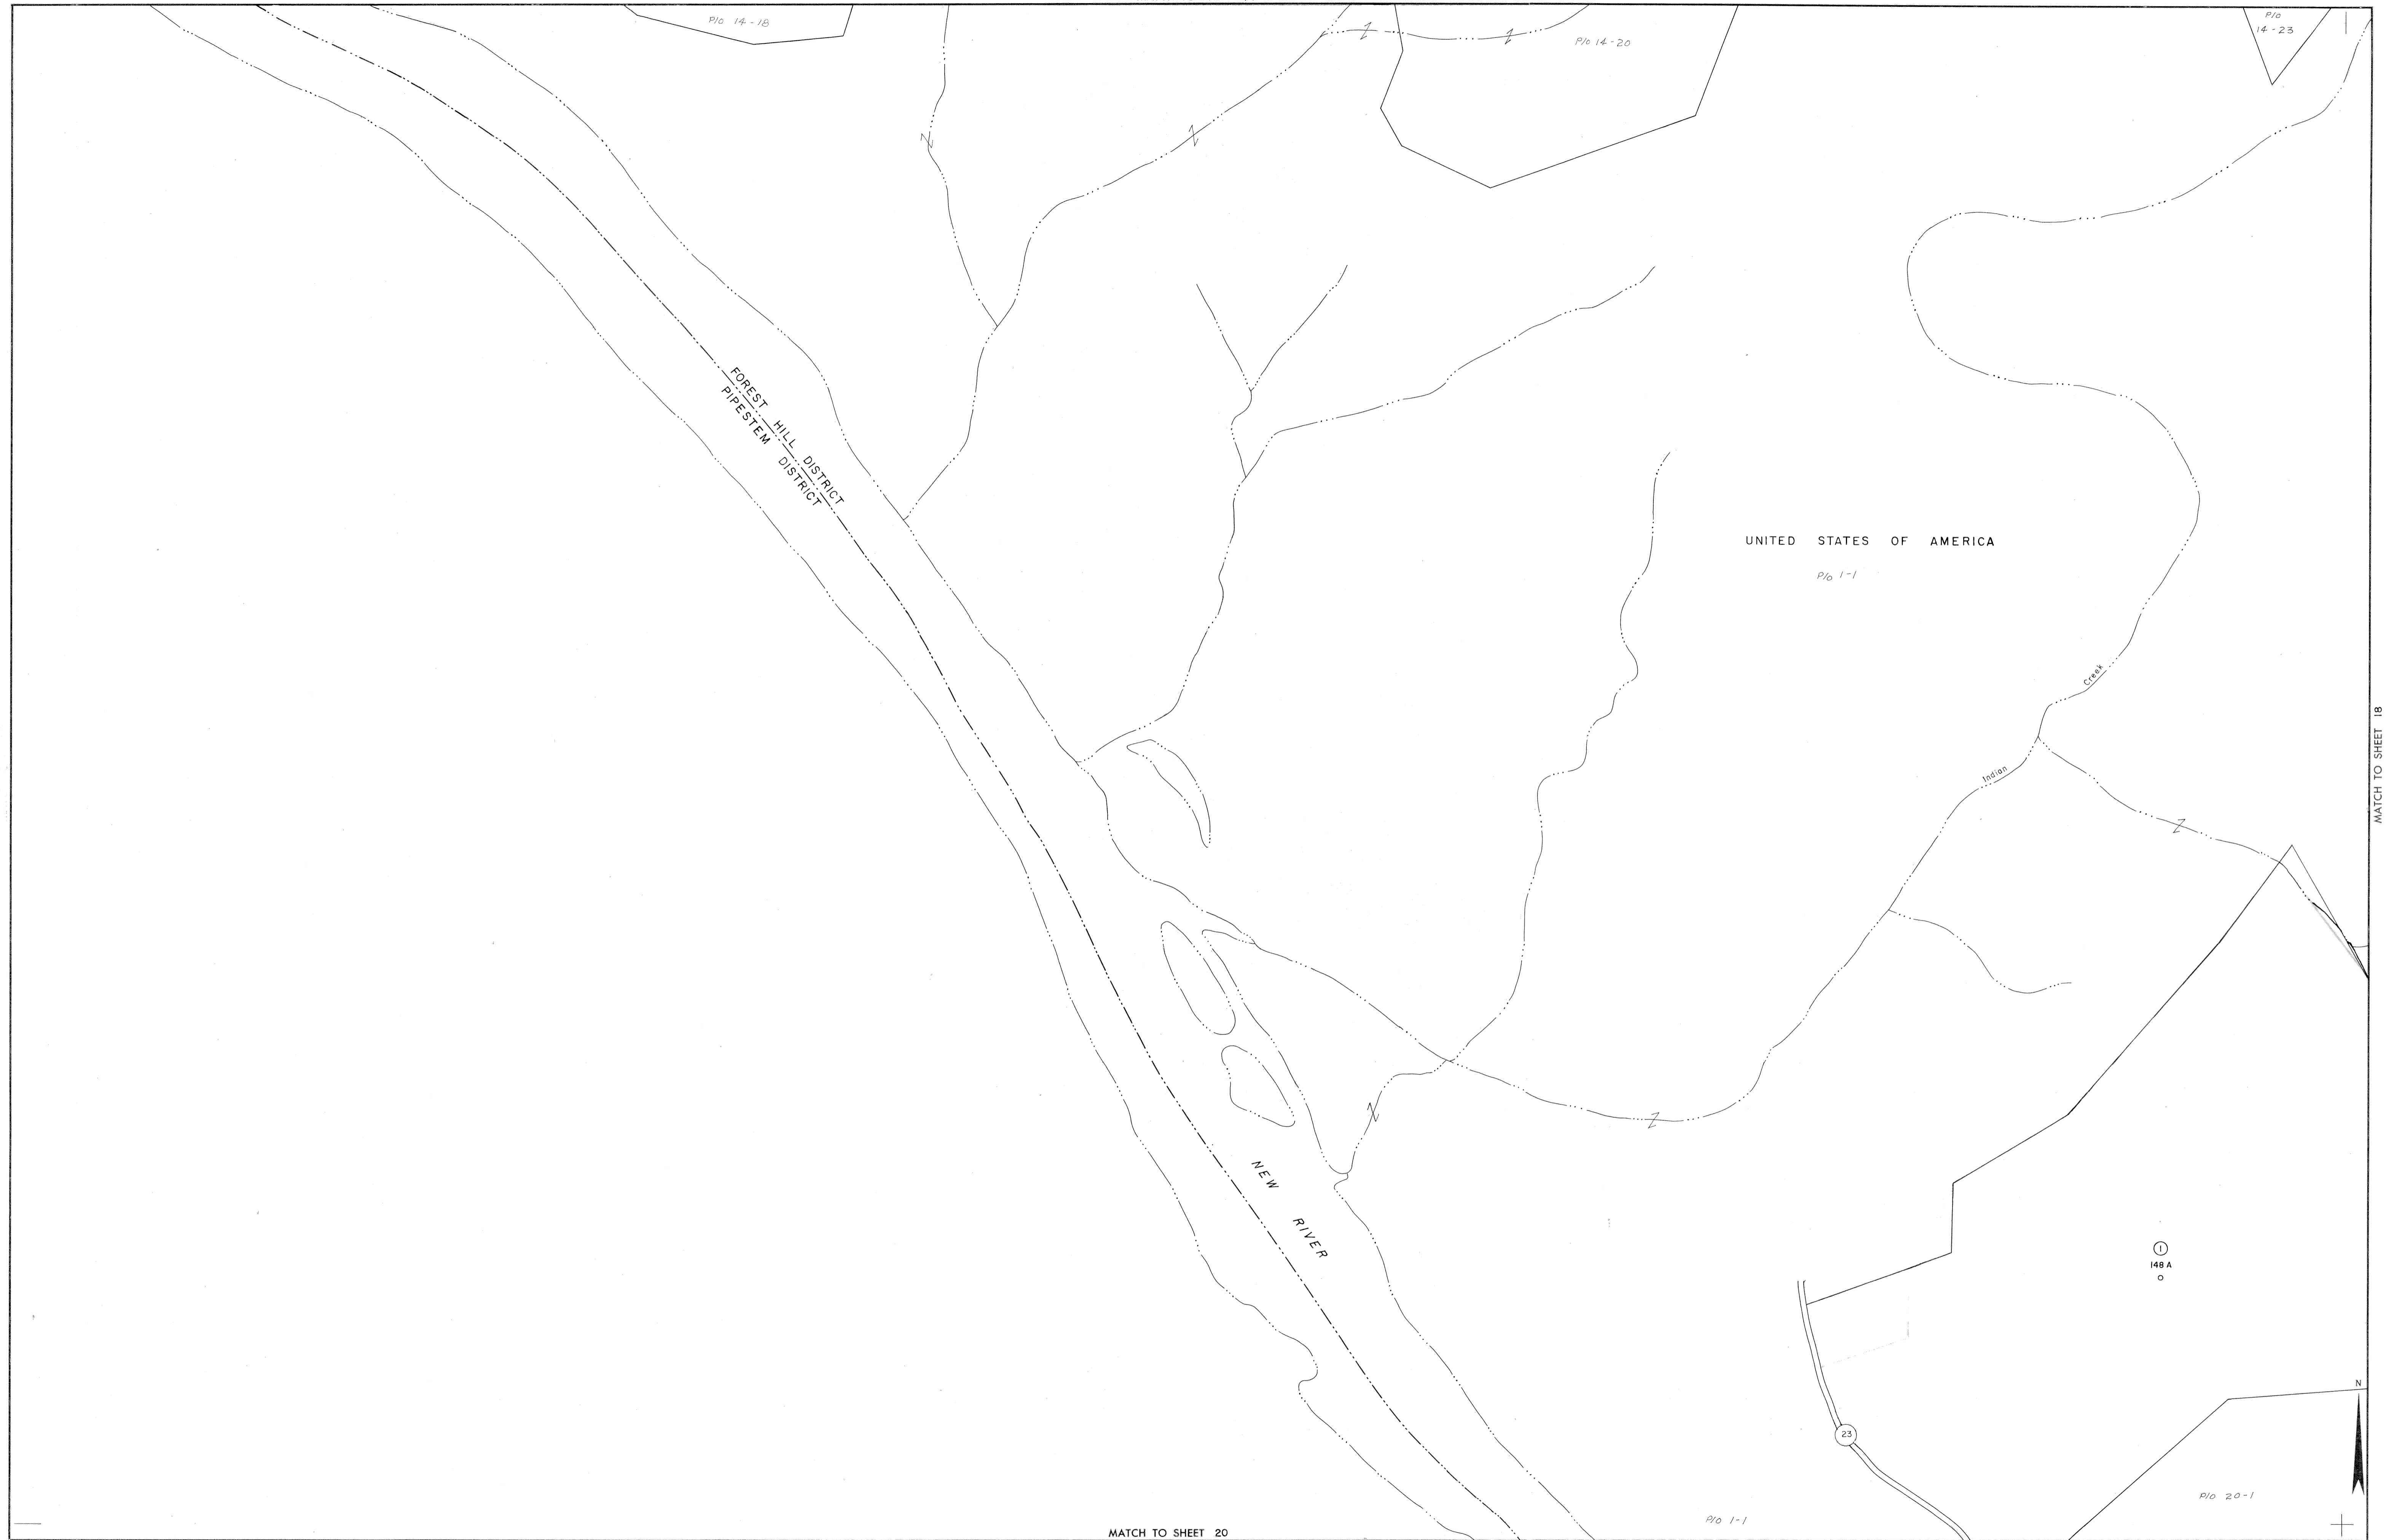 P/O 14-18
P/O 14-20
P/O
14-23
FOREST HILL DISTRICT
PIPESTEM DISTRICT
UNITED STATES OF AMERICA
P/O 1-1
Creek
Indian
MATCH TO SHEET 18
NEW RIVER
1
148 A
N
23
P/O 20-1
P/O 1-1
MATCH TO SHEET 20